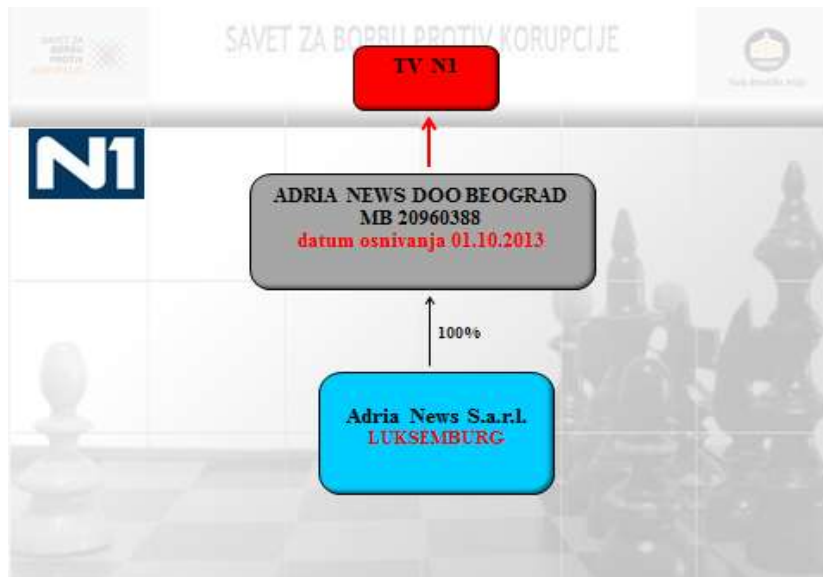 SAVET ZA BORBU PROTIV KORUPCIJE
TV N1
N1
ADRIA NEWS DOO BEOGRAD
MB 20960388
datum osnivanja 01.10.2013
100%
Adria News S.a.r.l.
LUKSEMBURG